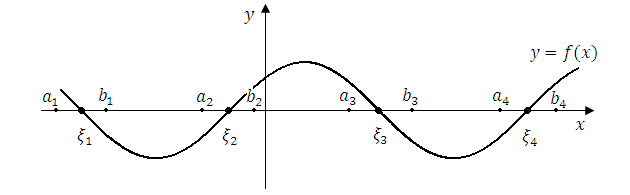 y
y = f(x)
a₁ b₁ a₂ b₂ a₃ b₃ a₄ b₄
ξ₁ ξ₂ ξ₃ ξ₄ x